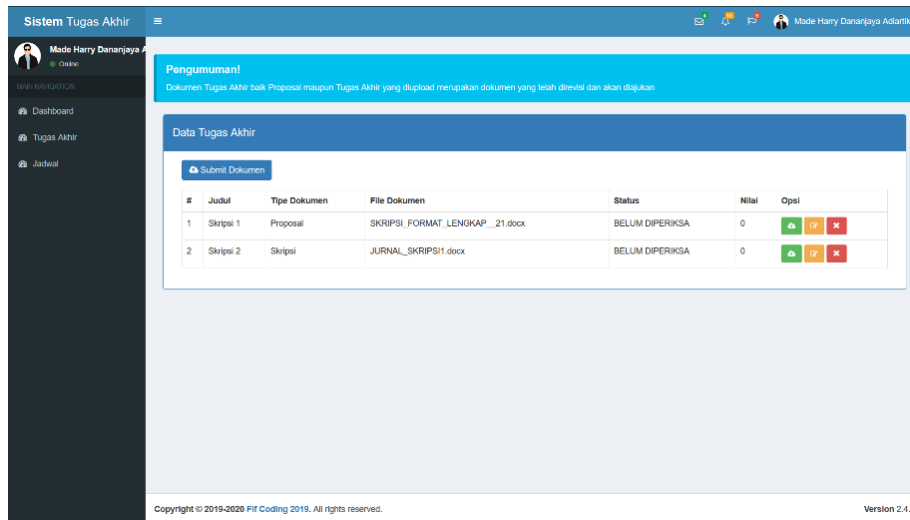 Sistem Tugas Akhir
Made Harry Dananjaya Adiartik
Made Harry Dananjaya A
Online
MAIN NAVIGATION
Dashboard
Tugas Akhir
Jadwal
Pengumuman!
Dokumen Tugas Akhir baik Proposal maupun Tugas Akhir yang diupload merupakan dokumen yang telah direvisi dan akan diajukan
Data Tugas Akhir
Submit Dokumen
# Judul Tipe Dokumen File Dokumen Status Nilai Opsi
1 Skripsi 1 Proposal SKRIPSI_FORMAT_LENGKAP__21.docx BELUM DIPERIKSA 0
2 Skripsi 2 Skripsi JURNAL_SKRIPSI1.docx BELUM DIPERIKSA 0
Copyright © 2019-2020 Fif Coding 2019. All rights reserved.
Version 2.4.